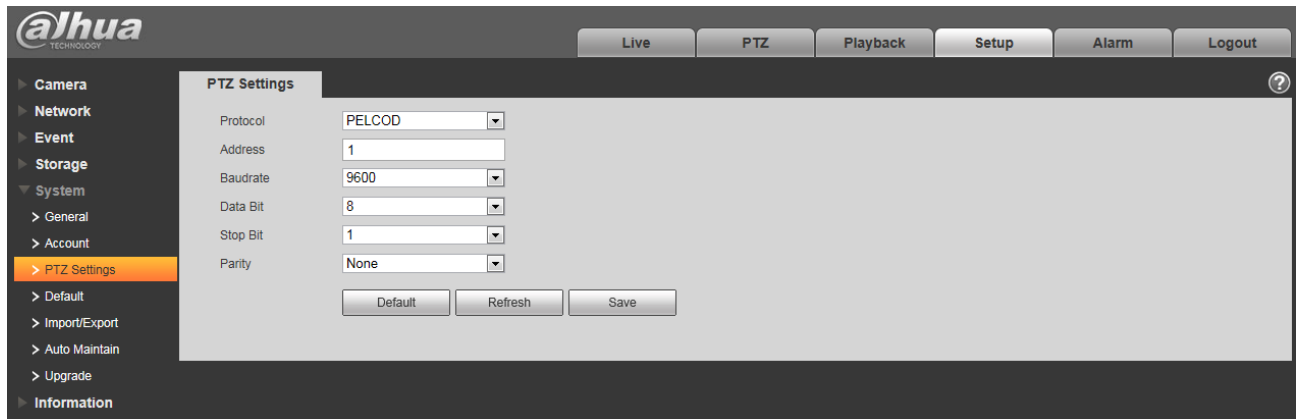 alhua
TECHNOLOGY
Live PTZ Playback Setup Alarm Logout
Camera
Network
Event
Storage
System
> General
> Account
> PTZ Settings
> Default
> Import/Export
> Auto Maintain
> Upgrade
Information
PTZ Settings
?
Protocol PELCOD
Address 1
Baudrate 9600
Data Bit 8
Stop Bit 1
Parity None
Default Refresh Save